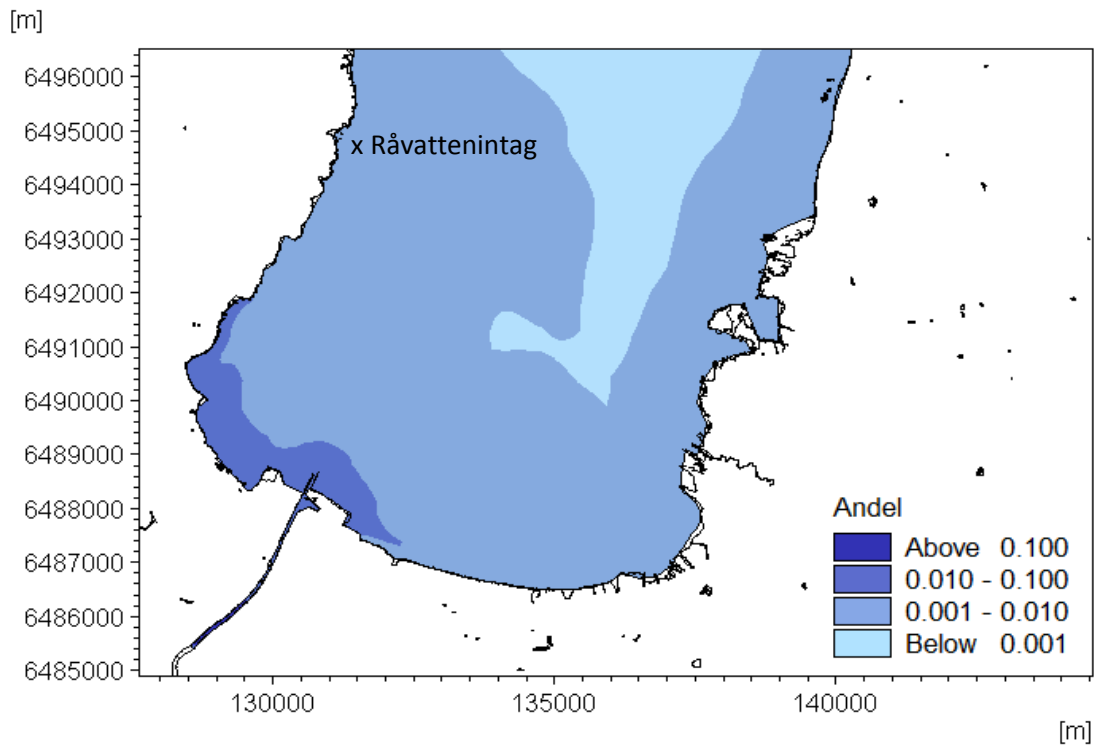 [m]
6496000
6495000
x Råvattenintag
6494000
6493000
6492000
6491000
6490000
6489000
6488000
Andel
6487000
Above 0.100
0.010 - 0.100
6486000
0.001 - 0.010
6485000
Below 0.001
130000 135000 140000
[m]